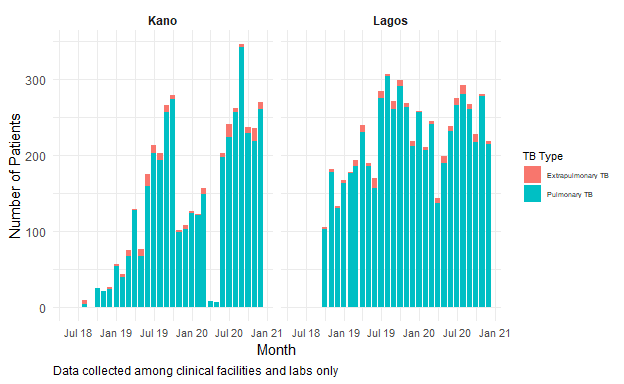 Kano
Lagos
Number of Patients
300
200
100
0
Jul 18 Jan 19 Jul 19 Jan 20 Jul 20 Jan 21
Jul 18 Jan 19 Jul 19 Jan 20 Jul 20 Jan 21
Month
TB Type
Extrapulmonary TB
Pulmonary TB
Data collected among clinical facilities and labs only